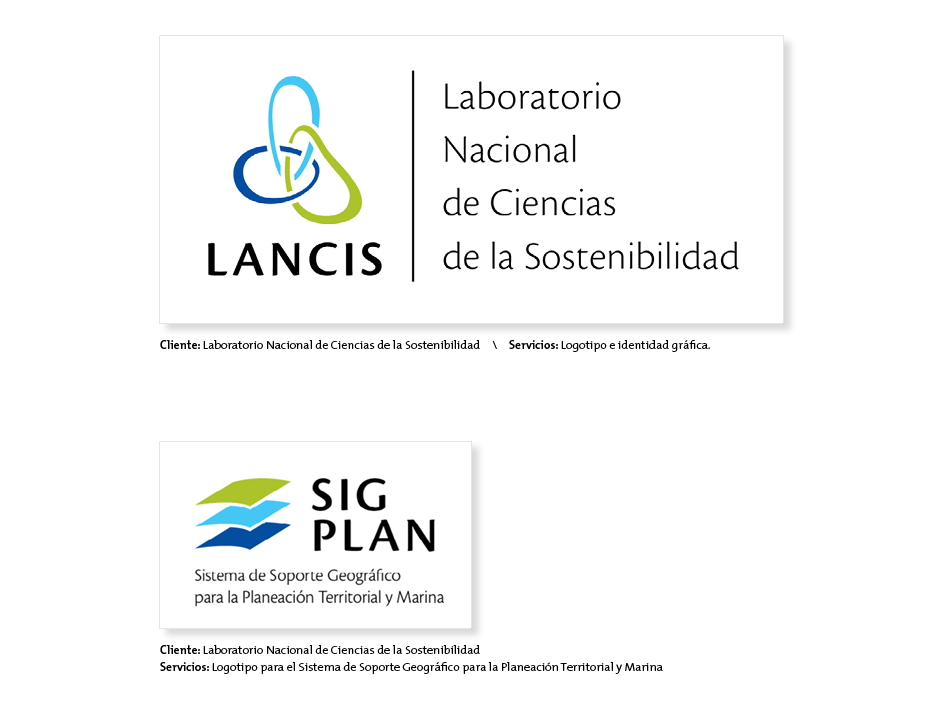 LANCIS
Laboratorio
Nacional
de Ciencias
de la Sostenibilidad
Cliente: Laboratorio Nacional de Ciencias de la Sostenibilidad \ Servicios: Logotipo e identidad gráfica.
SIG
PLAN
Sistema de Soporte Geográfico
para la Planeación Territorial y Marina
Cliente: Laboratorio Nacional de Ciencias de la Sostenibilidad
Servicios: Logotipo para el Sistema de Soporte Geográfico para la Planeación Territorial y Marina